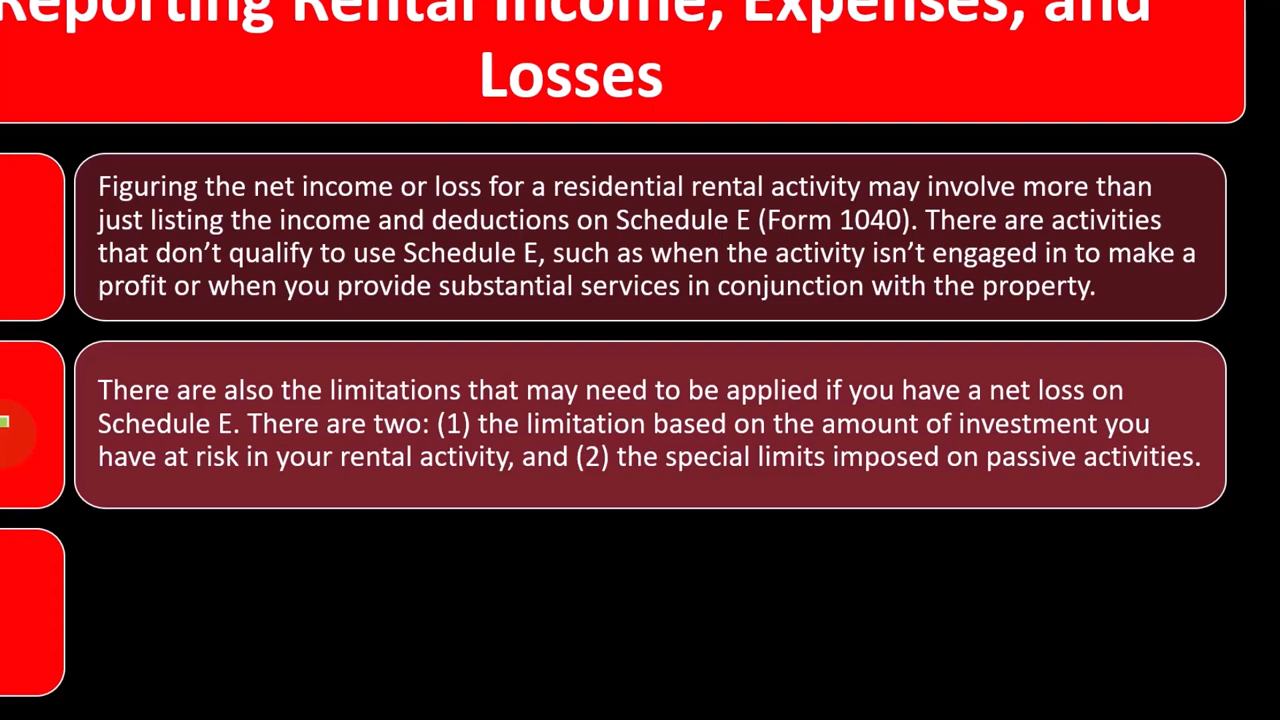 Reporting Rental Income, Expenses, and
Losses
Figuring the net income or loss for a residential rental activity may involve more than
just listing the income and deductions on Schedule E (Form 1040). There are activities
that don’t qualify to use Schedule E, such as when the activity isn’t engaged in to make a
profit or when you provide substantial services in conjunction with the property.
There are also the limitations that may need to be applied if you have a net loss on
Schedule E. There are two: (1) the limitation based on the amount of investment you
have at risk in your rental activity, and (2) the special limits imposed on passive activities.